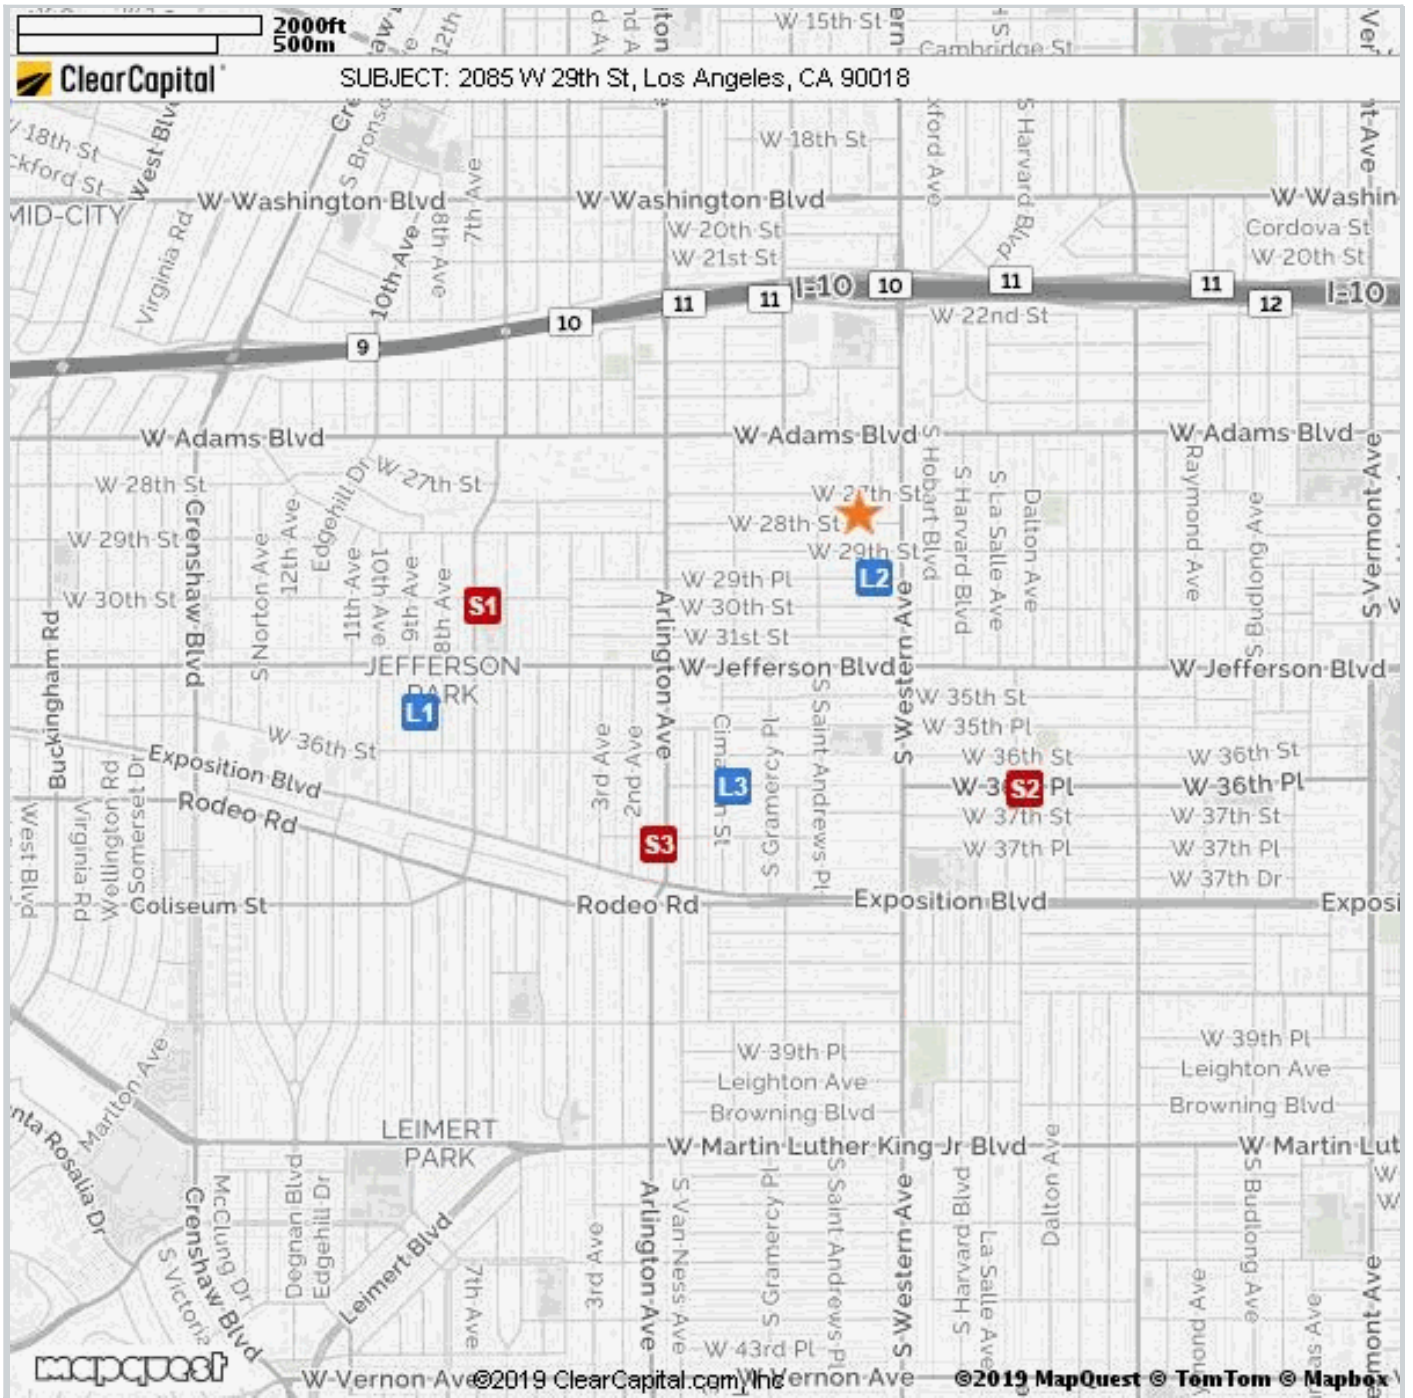 2000ft
500m
W 15th St
Cambridge St
ClearCapital
SUBJECT: 2085 W 29th St, Los Angeles, CA 90018
12th
18th St
West Blv
S Bronso
W 18th St
S Harvard Blvd
W Washington Blvd
W Washington Blvd
W Washin
MID-CITY
Virginia Rd
10th Ave
8th Ave
7th Ave
W 20th St
W 21st St
Cordova St
W 20th St
I-10
10
11
11
11
11
12
I-10
10
9
W 22nd St
W Adams Blvd
W Adams Blvd
W Adams Blvd
W 27th St
W 28th St
Edgehill Dr
W 27th St
W 28th St
W 29th St
W 29th St
W 29th Pl
L2
W 30th St
W 30th St
W 31st St
S1
Crenshaw Blvd
S Norton Ave
12th Ave
11th Ave
10th Ave
9th Ave
8th Ave
Arlington Ave
S Western Ave
S Hobart Blvd
S Harvard Blvd
S La Salle Ave
Dalton Ave
Raymond Ave
S Budlong Ave
S Vermont Ave
Buckingham Rd
JEFFERSON
PARK
W Jefferson Blvd
W Jefferson Blvd
L1
W 35th St
W 35th Pl
W 36th St
W 36th St
W 36th St
Exposition Blvd
Rodeo Rd
3rd Ave
2nd Ave
L3
S Gramercy Pl
S Saint Andrews Pl
S2
Pl
W 36th Pl
W 37th St
W 37th St
W 37th Pl
W 37th Pl
W 37th Dr
S3
West Blvd
Virginia Rd
Wellington Rd
Somerset Dr
Coliseum St
Rodeo Rd
Exposition Blvd
Exposi
W 39th Pl
W 39th Pl
Leighton Ave
Leighton Ave
Browning Blvd
Browning Blvd
Marlton Ave
nta Rosalia Dr
LEIMERT
PARK
W Martin Luther King Jr Blvd
W Martin Lut
Crenshaw Blvd
McClung Dr
S Victoria
Degnan Blvd
Edgehill Dr
Leimert Blvd
7th Ave
3rd Ave
Arlington Ave
S Van Ness Ave
S Gramercy Pl
S Saint Andrews Pl
S Western Ave
S Harvard Blvd
La Salle Ave
Dalton Ave
S Budlong Ave
mont Ave
W 43rd Pl
mapquest
W Vernon Ave
©2019 ClearCapital.com, Inc
Vernon Ave
©2019 MapQuest © TomTom © Mapbox